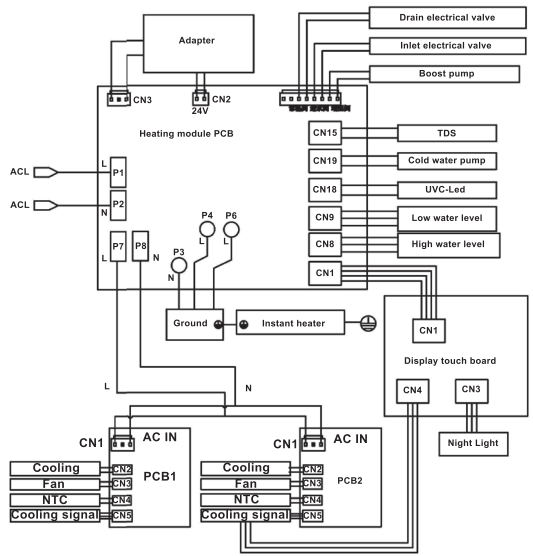 Drain electrical valve
Adapter
Inlet electrical valve
Boost pump
CN3
CN2
24V
Heating module PCB
CN15
TDS
CN19
Cold water pump
ACL
L
P1
CN18
UVC-Led
ACL
N
P2
CN9
Low water level
P4
P6
P7
P8
L
L
CN8
High water level
L
N
P3
N
CN1
Ground
Instant heater
CN1
Display touch board
L
N
CN4
CN3
Night Light
CN1
AC IN
CN1
AC IN
Cooling
CN2
PCB1
Cooling
CN2
PCB2
Fan
CN3
Fan
CN3
NTC
CN4
NTC
CN4
Cooling signal
CN5
Cooling signal
CN5